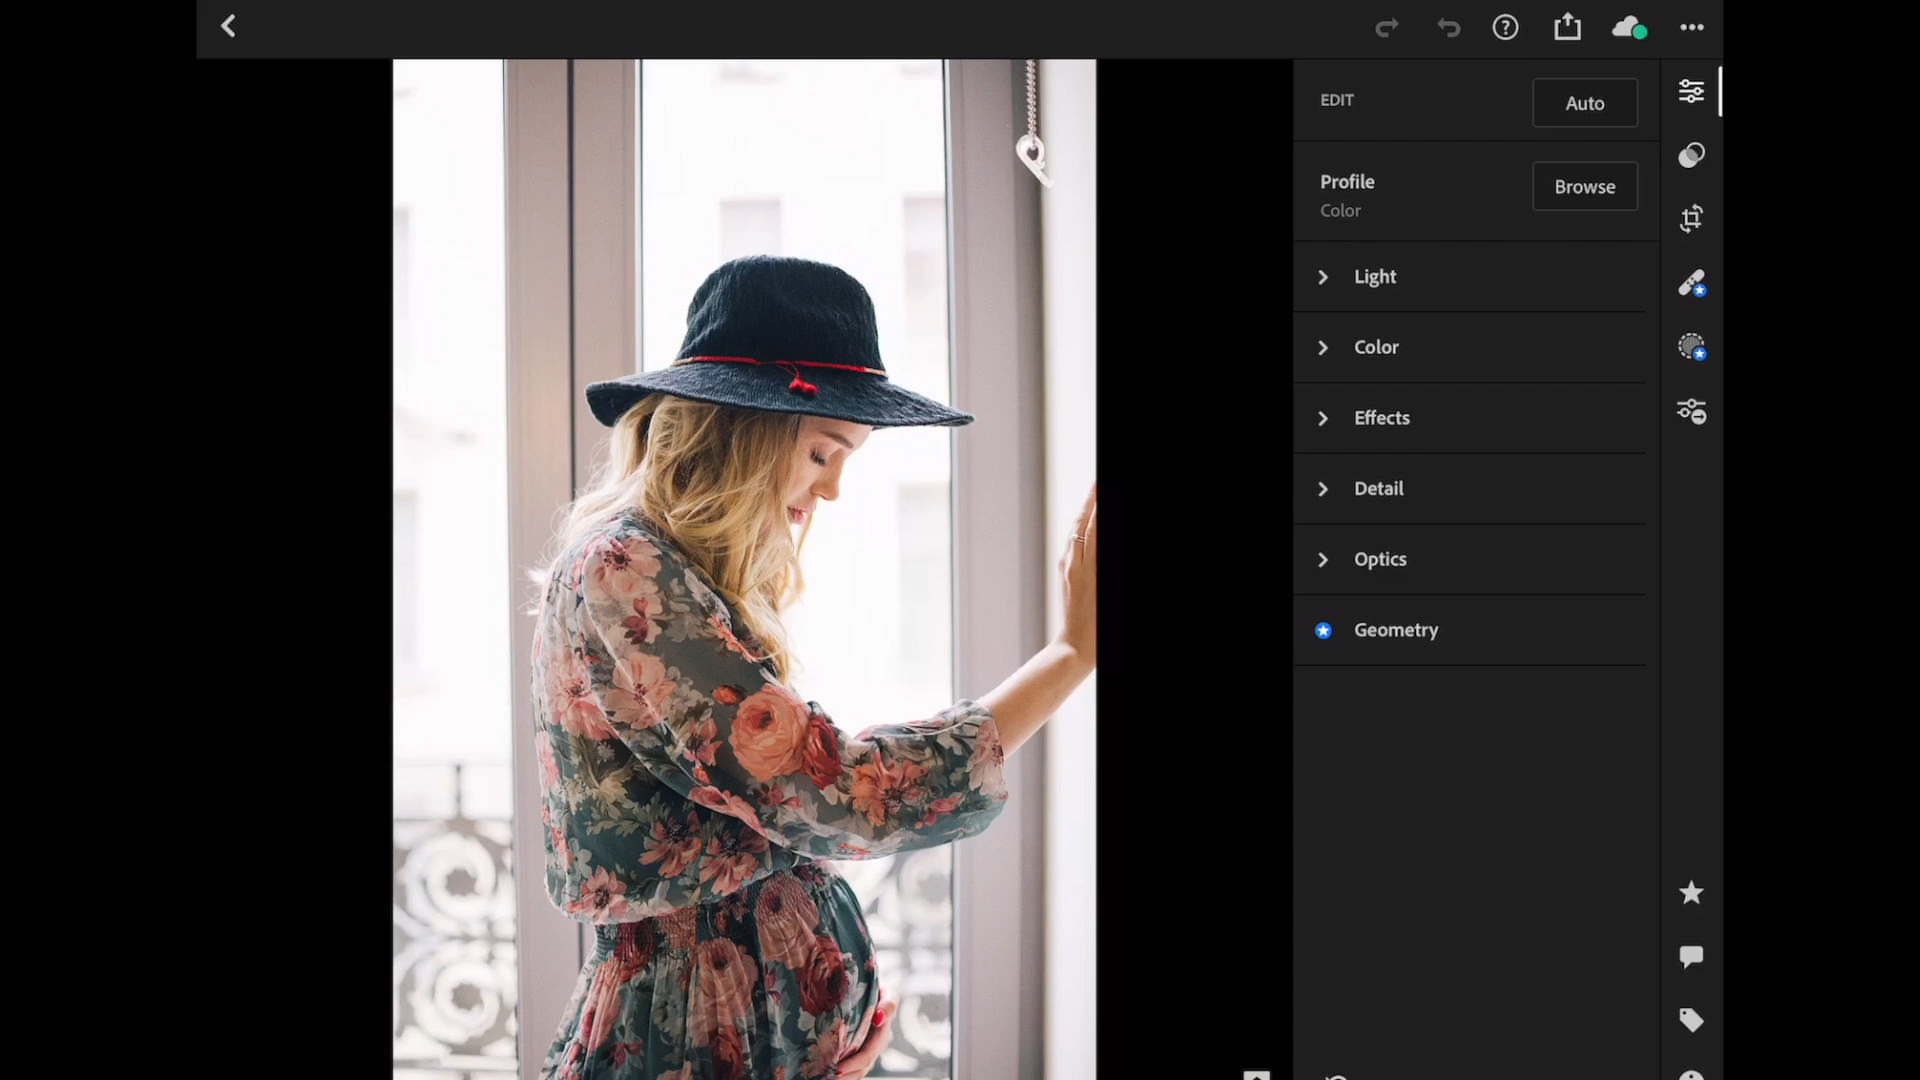 EDIT
Auto
Profile
Browse
Color
Light
Color
Effects
Detail
Optics
Geometry